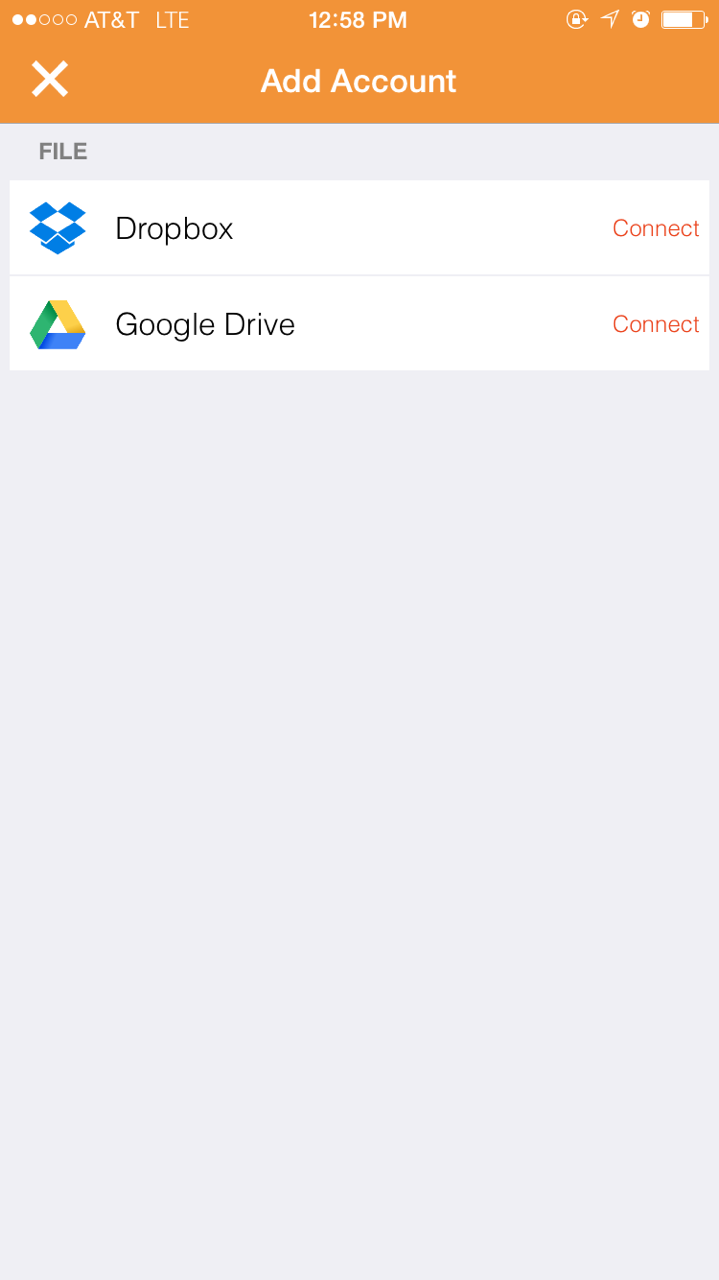 AT&T LTE 12:58 PM
Add Account
FILE
Dropbox Connect
Google Drive Connect